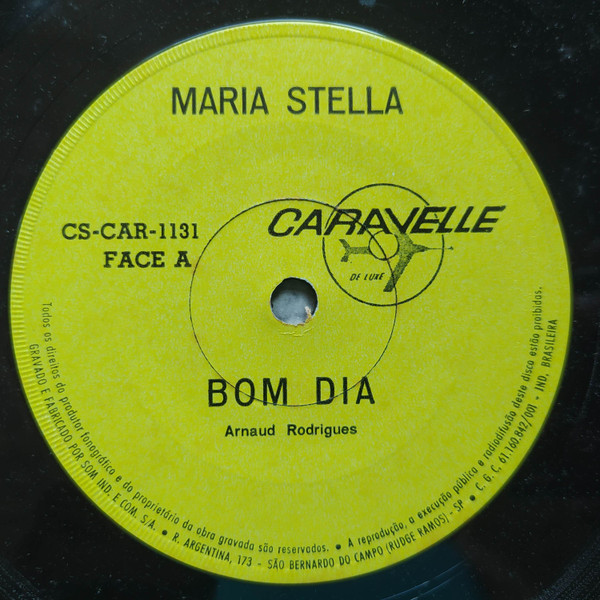 MARIA STELLA
CARAVELLE
DE LUXE
CS-CAR-1131
FACE A
BOM DIA
Arnaud Rodrigues
Todos os direitos do produtor fonográfico e do proprietário da obra gravada são reservados. ● A reprodução, a execução pública e radiodifusão deste disco estão proibidas.
GRAVADO E FABRICADO POR SOM IND. E COM. S/A. ● R. ARGENTINA, 173 - SÃO BERNARDO DO CAMPO (RUDGE RAMOS) - SP ● C.G.C. 61.160.842/001 - IND. BRASILEIRA